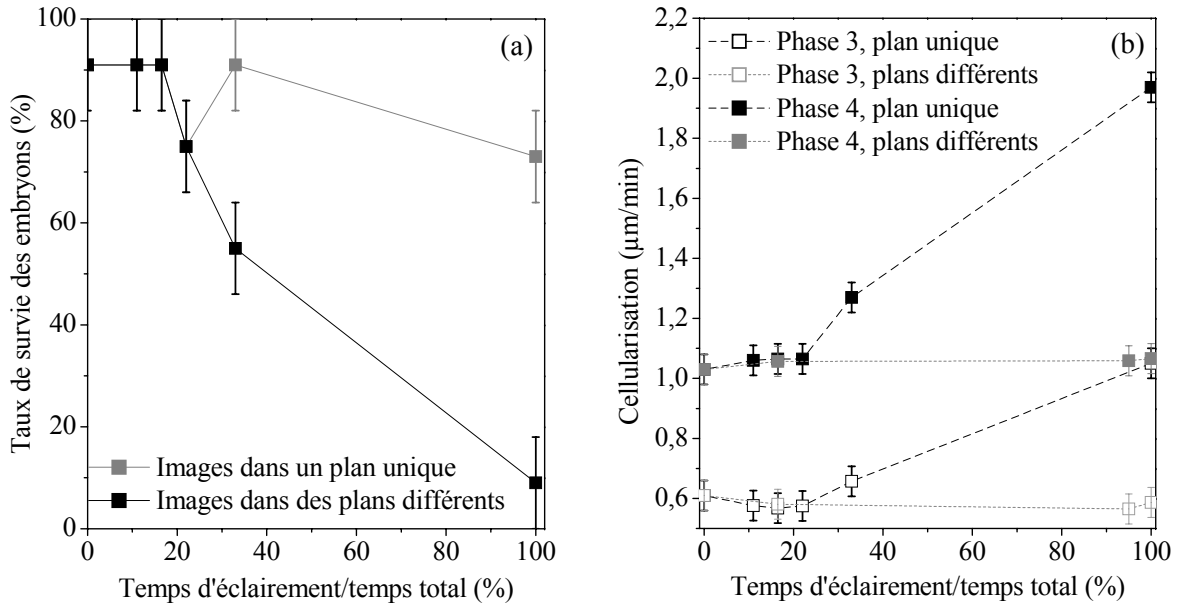 100
80
60
40
20
0
Taux de survie des embryons (%)
(a)
Images dans un plan unique
Images dans des plans différents
0 20 40 60 80 100
Temps d'éclairement/temps total (%)
2,2
2,0
1,8
1,6
1,4
1,2
1,0
0,8
0,6
Cellularisation (µm/min)
Phase 3, plan unique
Phase 3, plans différents
Phase 4, plan unique
Phase 4, plans différents
(b)
0 20 40 60 80 100
Temps d'éclairement/temps total (%)